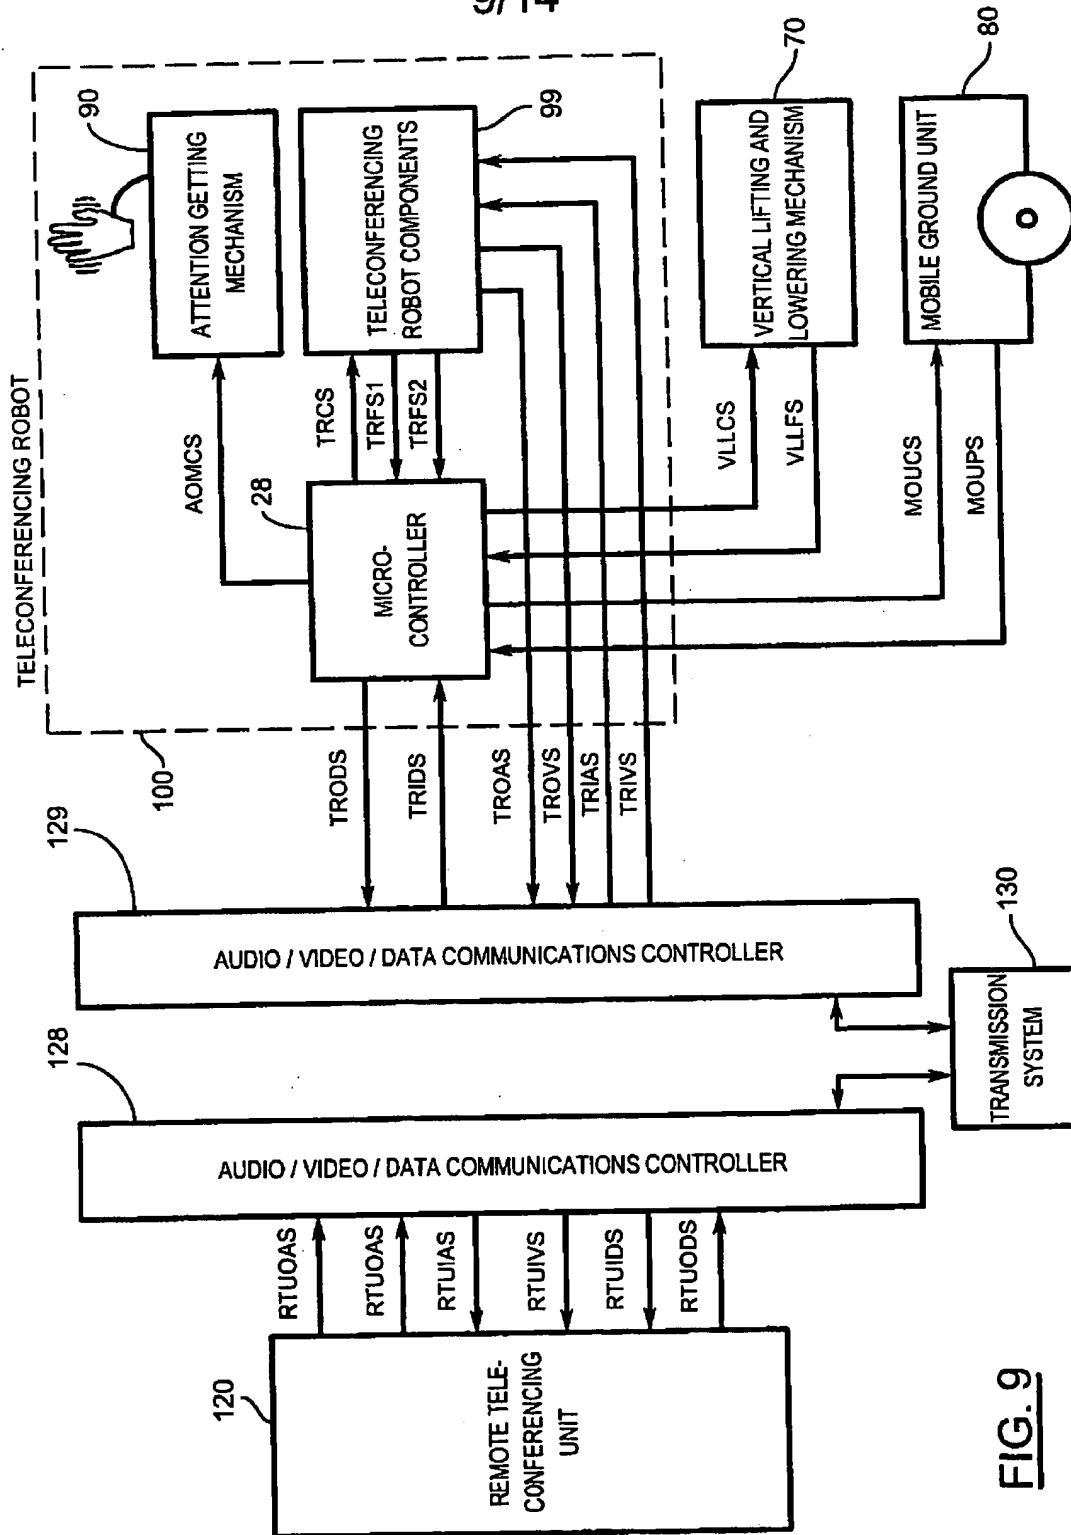 9/14
TELECONFERENCING ROBOT
90
ATTENTION GETTING
MECHANISM
99
TELECONFERENCING
ROBOT COMPONENTS
AOMCS
TRCS
TRFS1
TRFS2
28
MICRO-
CONTROLLER
70
VERTICAL LIFTING AND
LOWERING MECHANISM
80
MOBILE GROUND UNIT
VLLCS
VLLFS
MOUCS
MOUPS
100
TRODS
TRIDS
TROAS
TROVS
TRIAS
TRIVS
129
AUDIO / VIDEO / DATA COMMUNICATIONS CONTROLLER
130
TRANSMISSION
SYSTEM
128
AUDIO / VIDEO / DATA COMMUNICATIONS CONTROLLER
RTUOAS
RTUOAS
RTUIAS
RTUIVS
RTUIDS
RTUODS
120
REMOTE TELE-
CONFERENCING
UNIT
FIG. 9